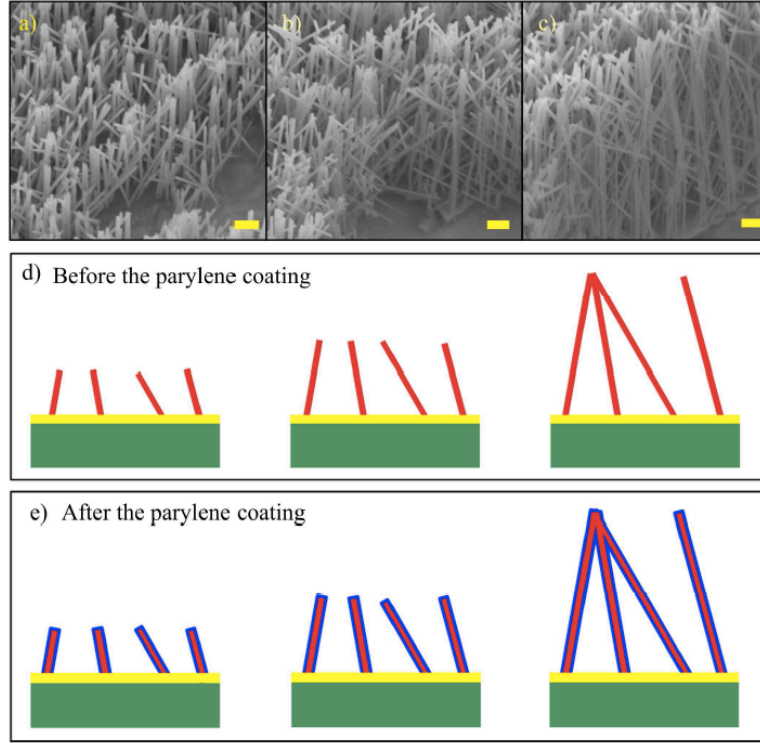 a)
b)
c)
d) Before the parylene coating
e) After the parylene coating